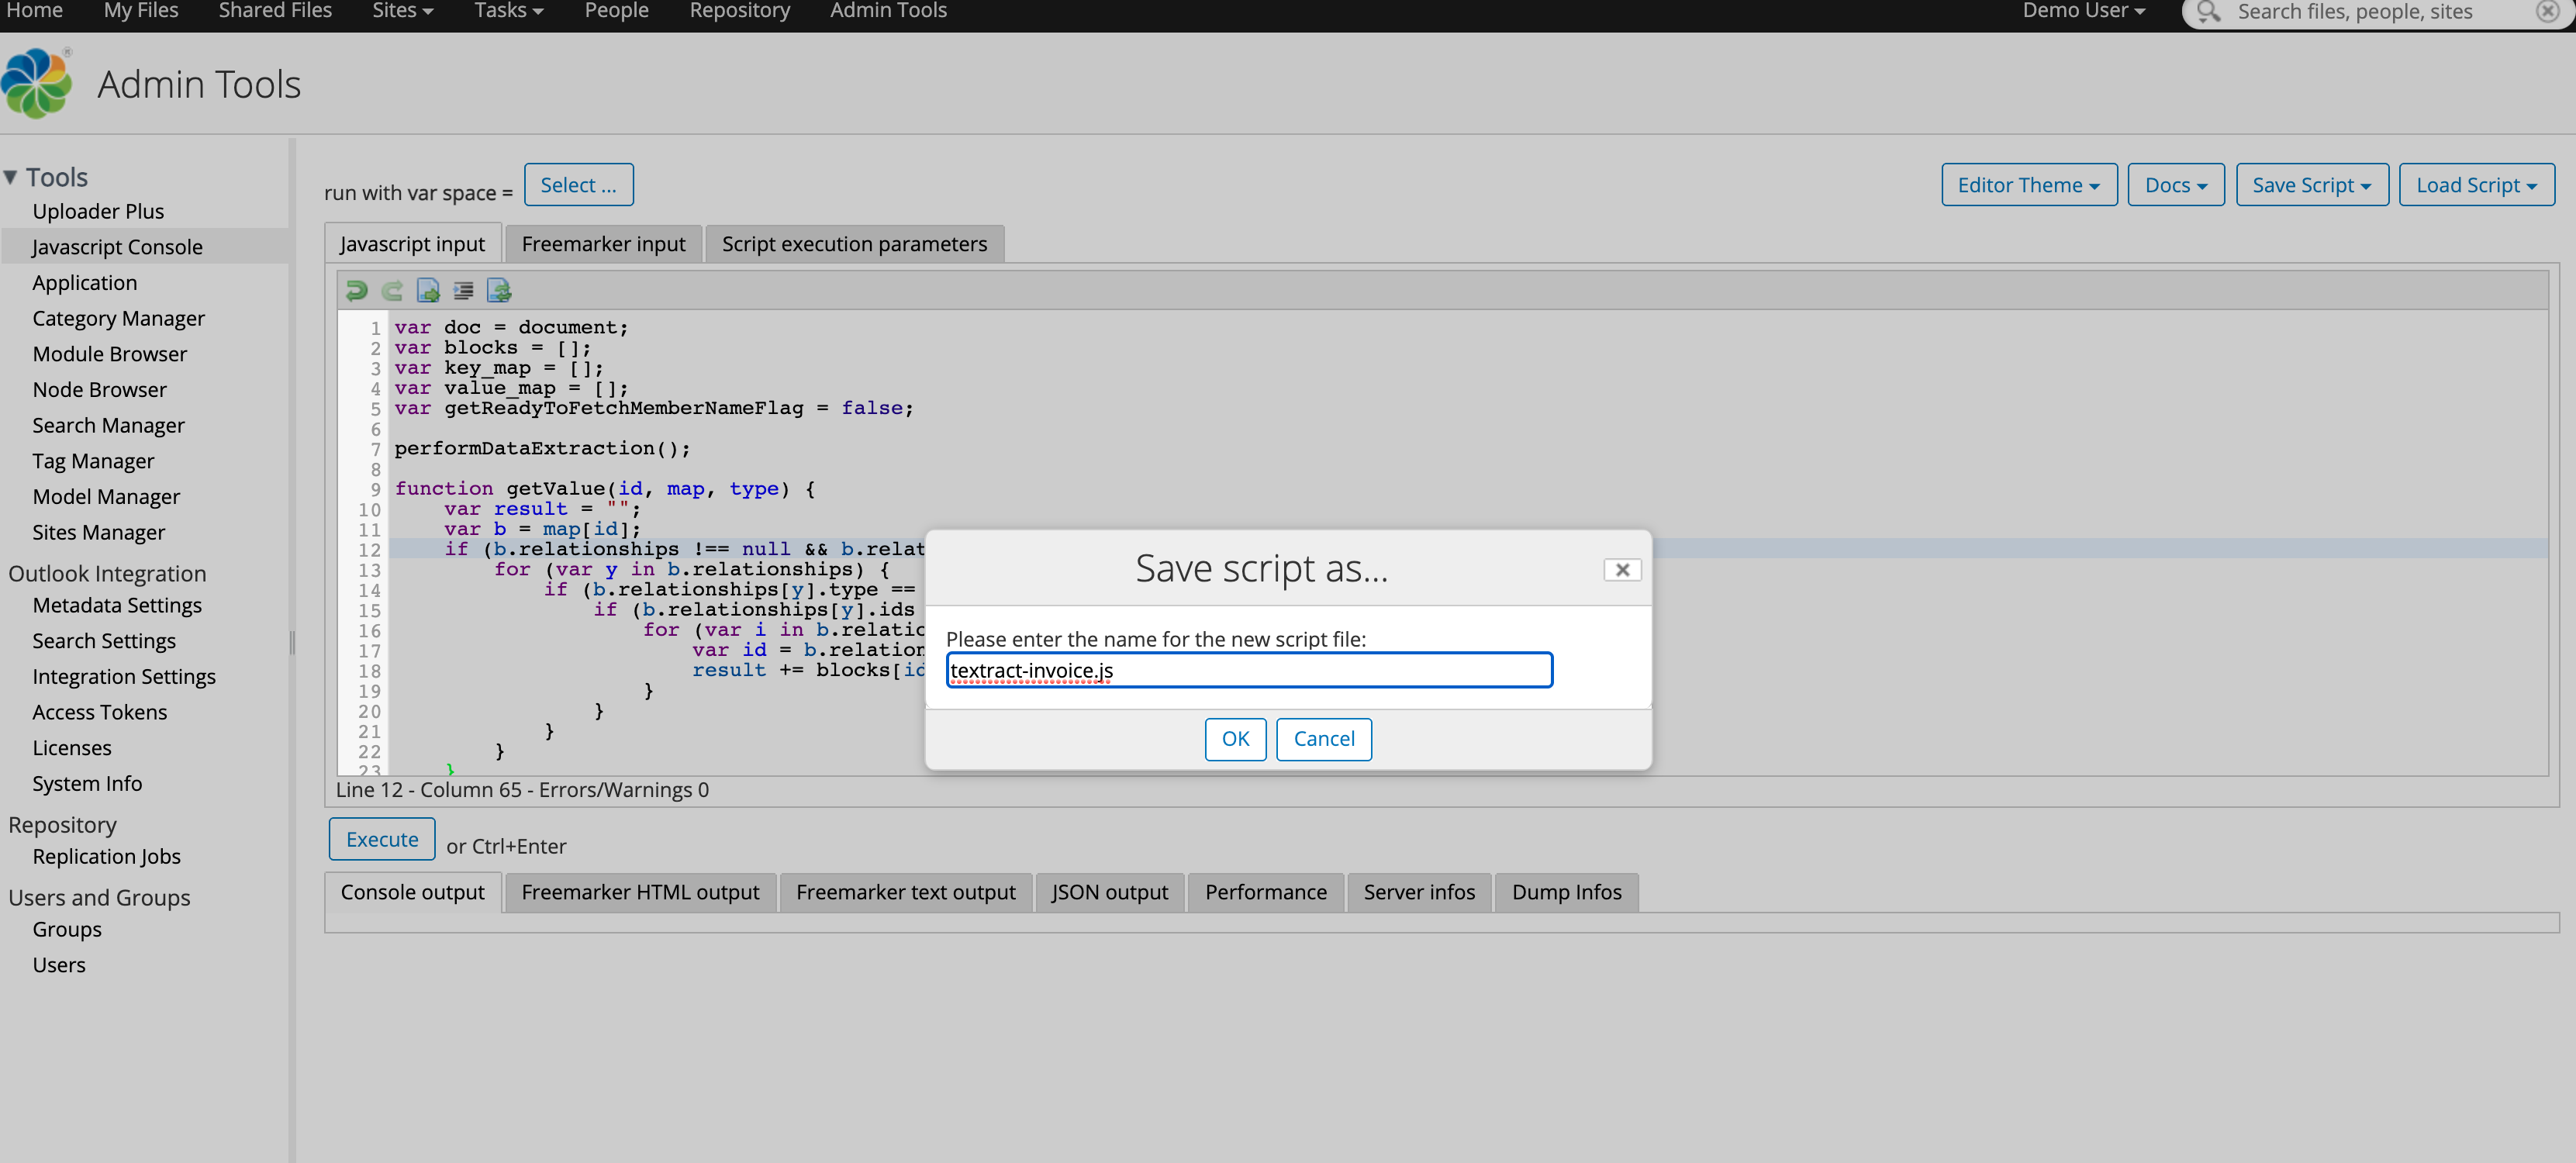 Home My Files Shared Files Sites Tasks People Repository Admin Tools Demo User Search files, people, sites
Admin Tools
Tools
Uploader Plus
Javascript Console
Application
Category Manager
Module Browser
Node Browser
Search Manager
Tag Manager
Model Manager
Sites Manager
Outlook Integration
Metadata Settings
Search Settings
Integration Settings
Access Tokens
Licenses
System Info
Repository
Replication Jobs
Users and Groups
Groups
Users
run with var space = Select ...
Editor Theme Docs Save Script Load Script
Javascript input Freemarker input Script execution parameters
1 var doc = document;
2 var blocks = [];
3 var key_map = [];
4 var value_map = [];
5 var getReadyToFetchMemberNameFlag = false;
6
7 performDataExtraction();
8
9 function getValue(id, map, type) {
10 var result = "";
11 var b = map[id];
12 if (b.relationships !== null && b.relat
13 for (var y in b.relationships) {
14 if (b.relationships[y].type ==
15 if (b.relationships[y].ids
16 for (var i in b.relatio
17 var id = b.relation
18 result += blocks[id
19 }
20 }
21 }
22 }
23 }
Line 12 - Column 65 - Errors/Warnings 0
Save script as...
Please enter the name for the new script file:
textract-invoice.js
OK Cancel
Execute or Ctrl+Enter
Console output Freemarker HTML output Freemarker text output JSON output Performance Server infos Dump Infos